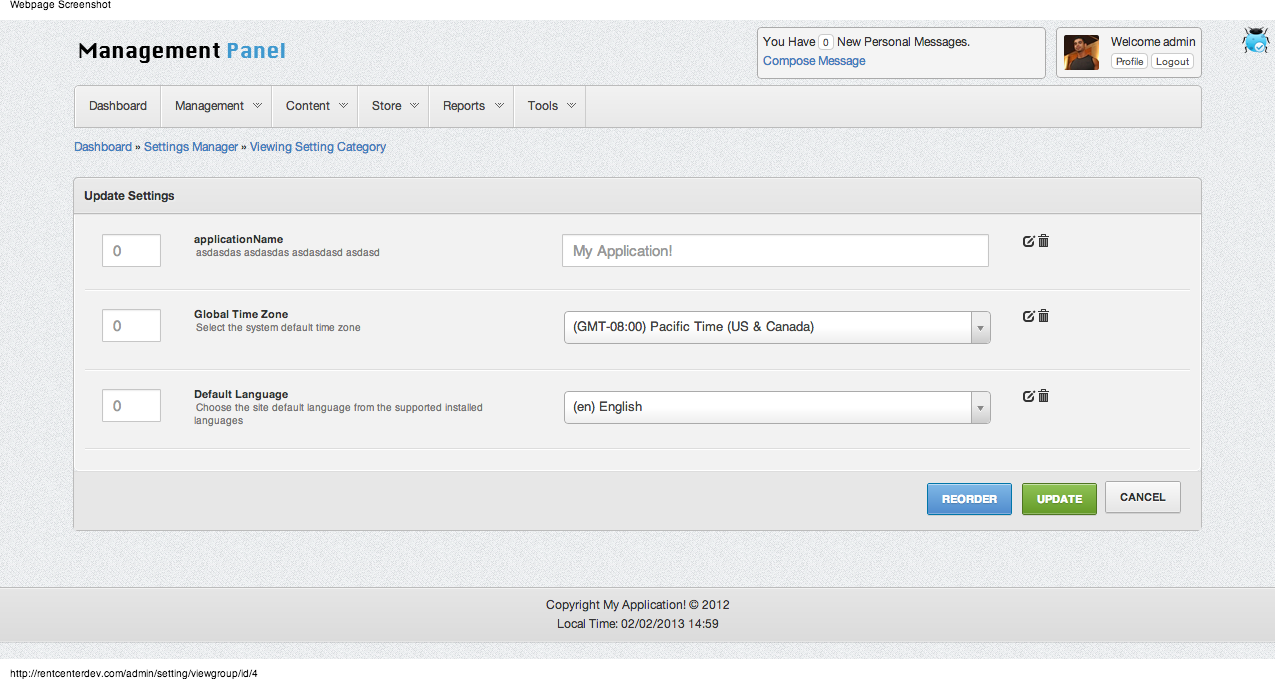 Webpage Screenshot
Management Panel
You Have 0 New Personal Messages.
Compose Message
Welcome admin
Profile Logout
Dashboard Management Content Store Reports Tools
Dashboard » Settings Manager » Viewing Setting Category
Update Settings
0
applicationName
asdasdas asdasdas asdasdasd asdasd
My Application!
0
Global Time Zone
Select the system default time zone
(GMT-08:00) Pacific Time (US & Canada)
0
Default Language
Choose the site default language from the supported installed
languages
(en) English
REORDER UPDATE CANCEL
Copyright My Application! © 2012
Local Time: 02/02/2013 14:59
http://rentcenterdev.com/admin/setting/viewgroup/id/4